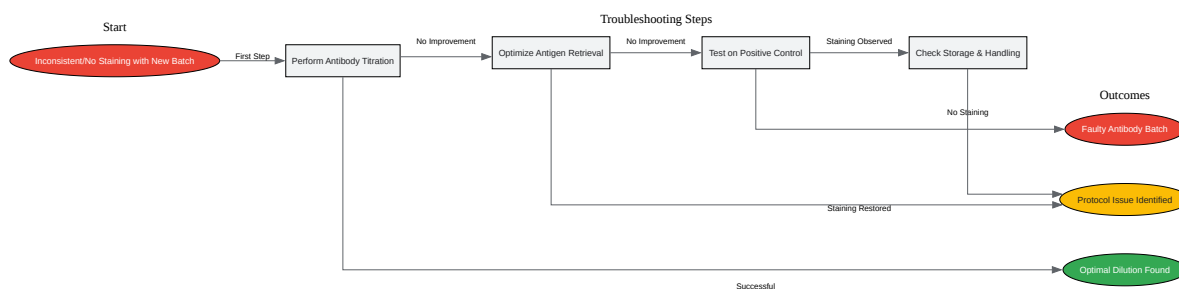 Start
Troubleshooting Steps
Inconsistent/No Staining with New Batch
First Step
Perform Antibody Titration
No Improvement
Optimize Antigen Retrieval
No Improvement
Test on Positive Control
Staining Observed
Check Storage & Handling
Outcomes
No Staining
Faulty Antibody Batch
Protocol Issue Identified
Staining Restored
Optimal Dilution Found
Successful